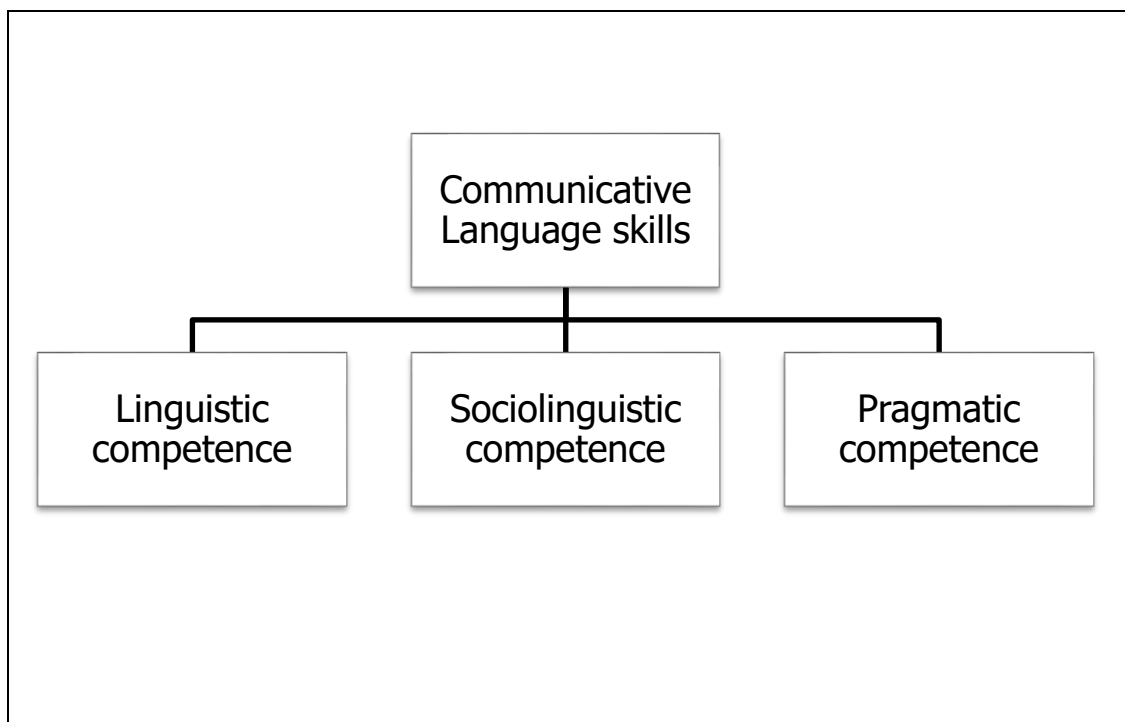 Communicative
Language skills
Linguistic
competence
Sociolinguistic
competence
Pragmatic
competence